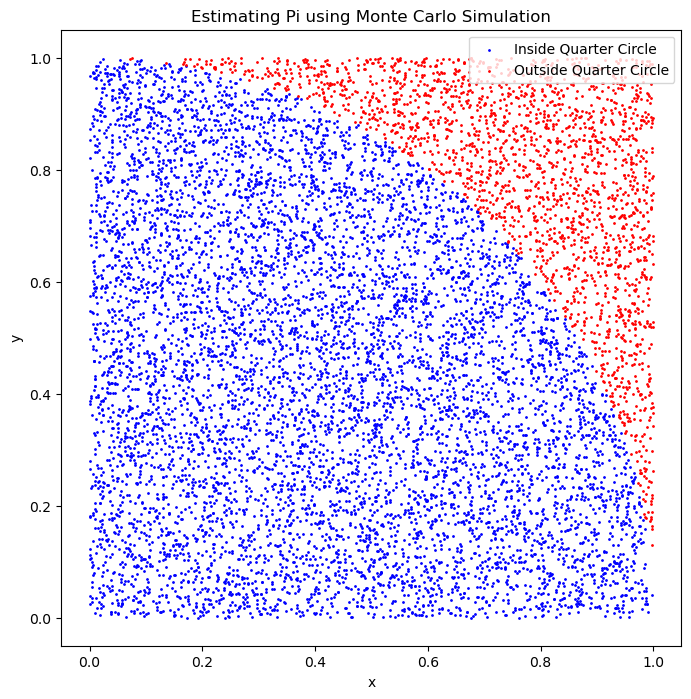 Estimating Pi using Monte Carlo Simulation
Inside Quarter Circle
Outside Quarter Circle
1.0
0.8
0.6
y
0.4
0.2
0.0
0.0 0.2 0.4 0.6 0.8 1.0
x